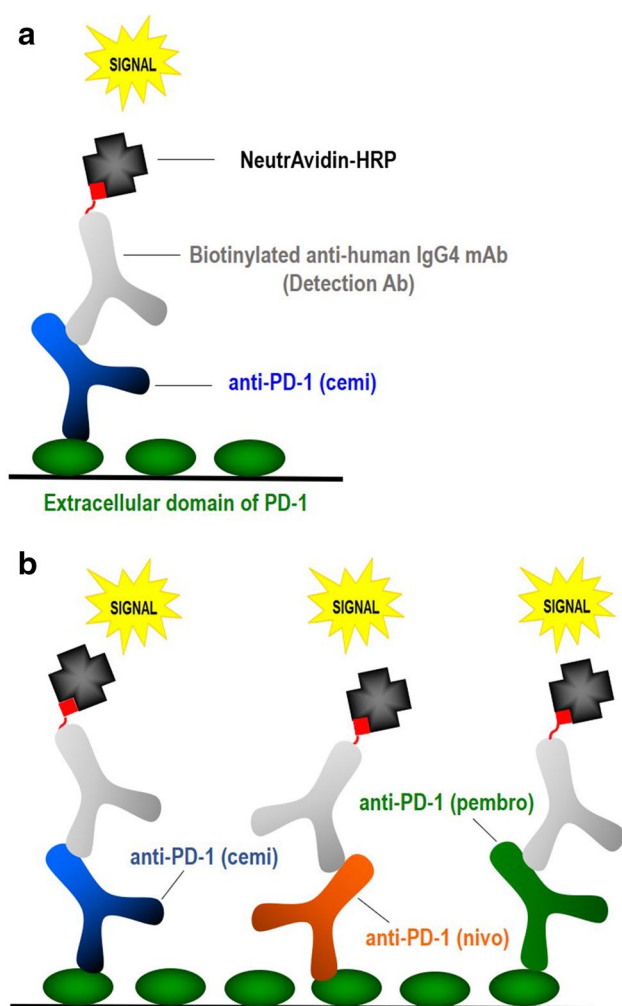 a
SIGNAL
NeutrAvidin-HRP
Biotinylated anti-human IgG4 mAb
(Detection Ab)
anti-PD-1 (cemi)
Extracellular domain of PD-1
b
SIGNAL
SIGNAL
SIGNAL
anti-PD-1 (pembro)
anti-PD-1 (cemi)
anti-PD-1 (nivo)